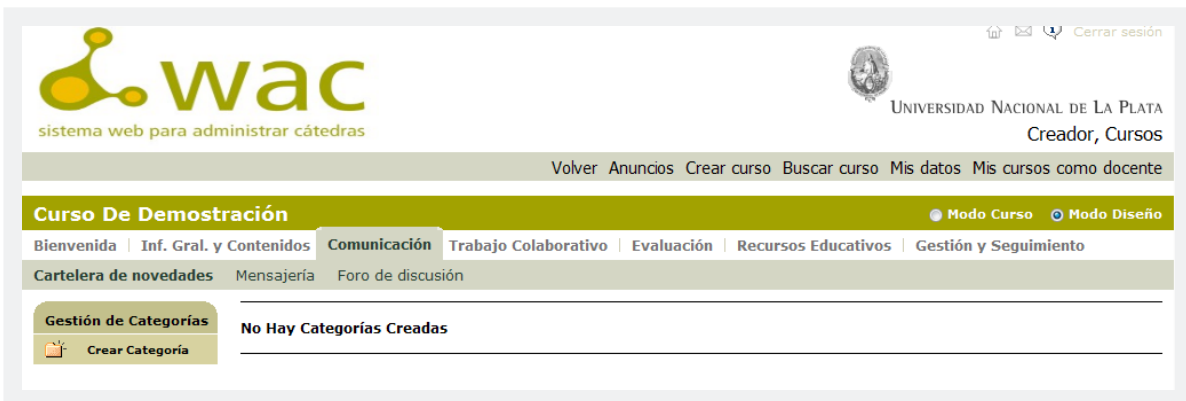 Cerrar sesión
wac
sistema web para administrar cátedras
UNIVERSIDAD NACIONAL DE LA PLATA
Creador, Cursos
Volver Anuncios Crear curso Buscar curso Mis datos Mis cursos como docente
Curso De Demostración Modo Curso Modo Diseño
Bienvenida | Inf. Gral. y Contenidos Comunicación Trabajo Colaborativo | Evaluación | Recursos Educativos | Gestión y Seguimiento
Cartelera de novedades Mensajería Foro de discusión
Gestión de Categorías
Crear Categoría
No Hay Categorías Creadas